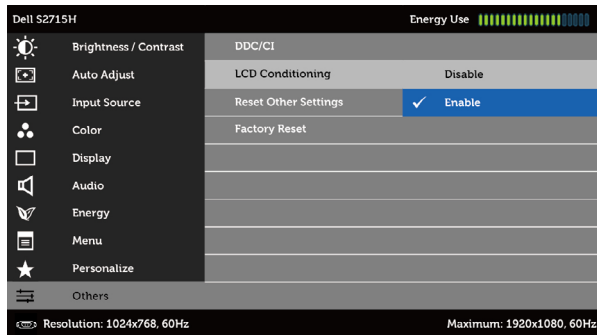 Dell S2715H Energy Use
Brightness / Contrast DDC/CI
Auto Adjust LCD Conditioning Disable
Input Source Reset Other Settings ✓ Enable
Color Factory Reset
Display
Audio
Energy
Menu
Personalize
Others
Resolution: 1024x768, 60Hz Maximum: 1920x1080, 60Hz